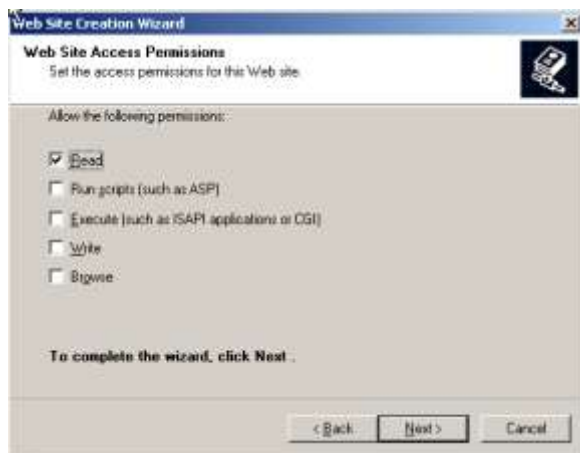 Web Site Creation Wizard
Web Site Access Permissions
Set the access permissions for this Web site.
Allow the following permissions:
Read
Run scripts (such as ASP)
Execute (such as ISAPI applications or CGI)
Write
Browse
To complete the wizard, click Next .
< Back Next > Cancel